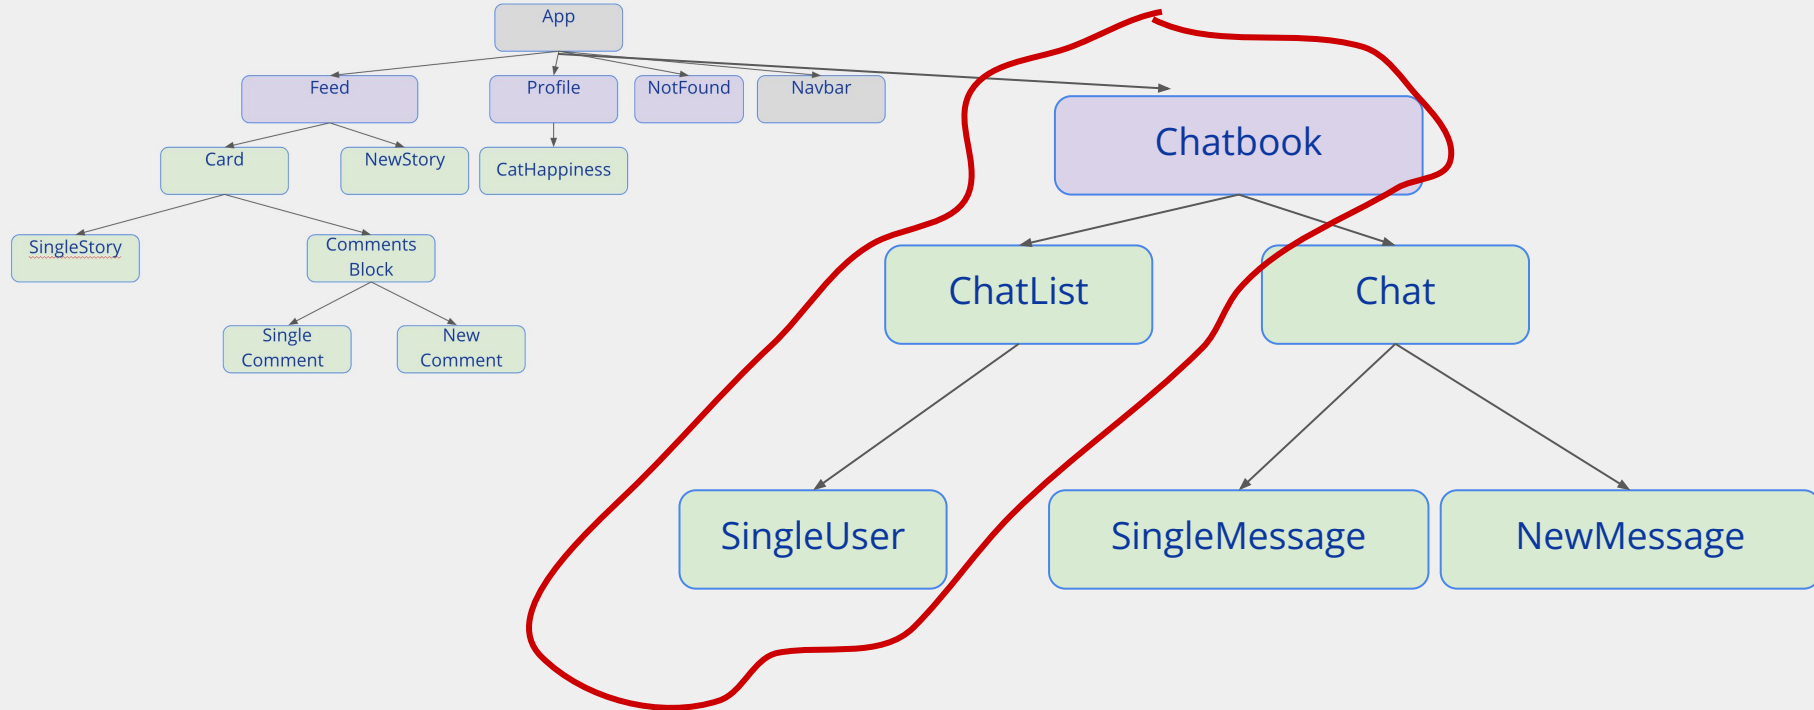 App
Feed
Profile
NotFound
Navbar
Chatbook
Card
NewStory
CatHappiness
SingleStory
Comments
Block
ChatList
Chat
Single
Comment
New
Comment
SingleUser
SingleMessage
NewMessage